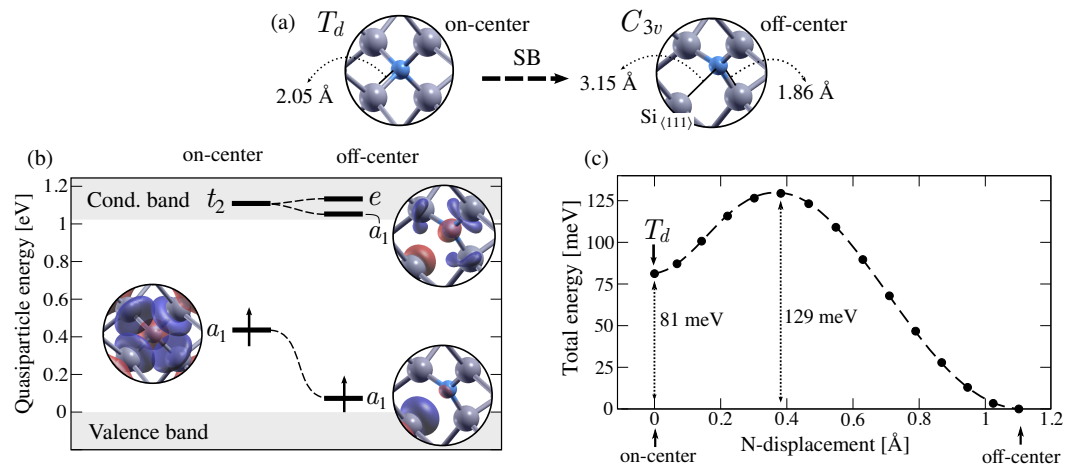 (a)
T_d
on-center
2.05 Å
SB
C_{3v}
off-center
3.15 Å
1.86 Å
Si⟨111⟩
(b)
on-center
off-center
Quasiparticle energy [eV]
1.2
1
0.8
0.6
0.4
0.2
0
Cond. band
t_2
e
a_1
a_1
a_1
Valence band
(c)
Total energy [meV]
125
100
75
50
25
0
T_d
81 meV
129 meV
0
0.2
0.4
0.6
0.8
1
1.2
N-displacement [Å]
on-center
off-center